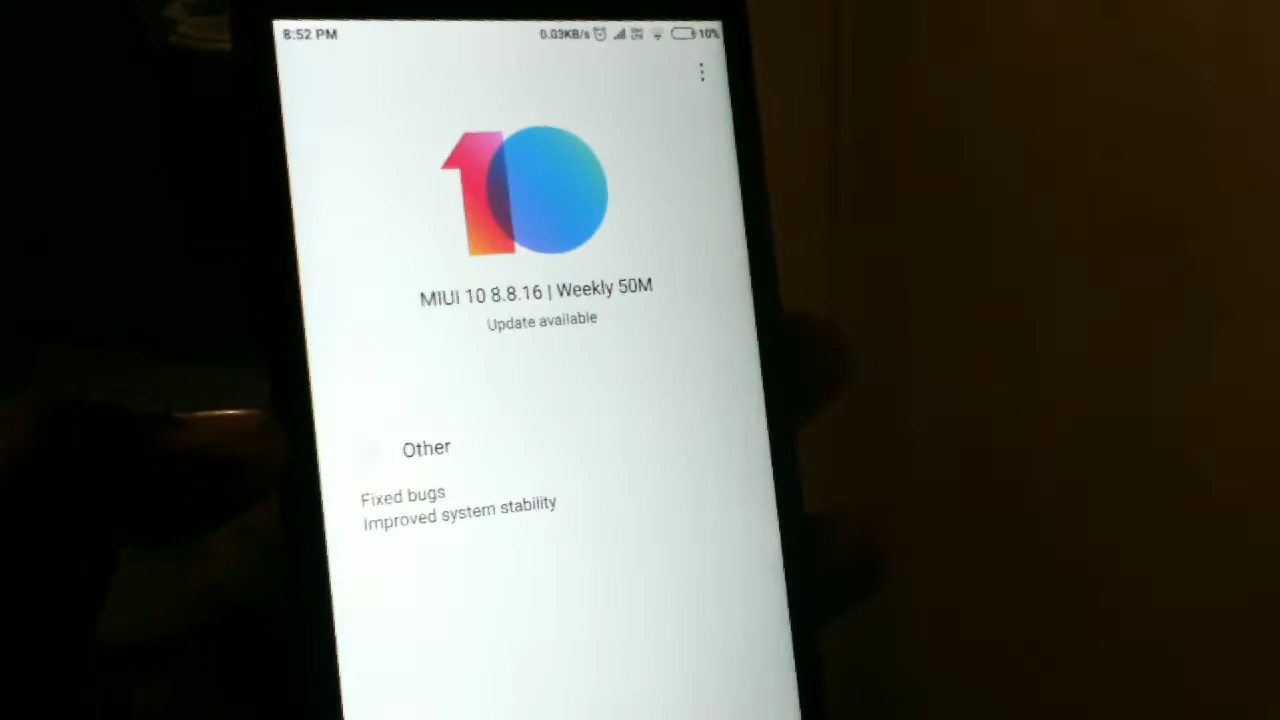 8:52 PM
0.03KB/s
10%
10
MIUI 10 8.8.16 | Weekly 50M
Update available
Other
Fixed bugs
Improved system stability